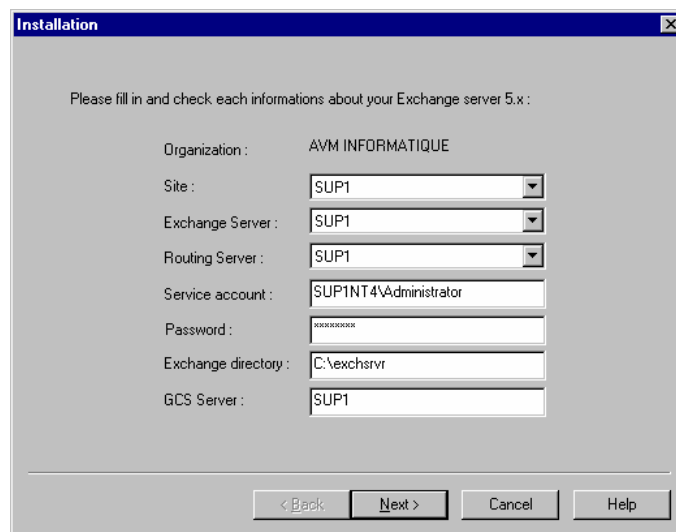 Installation
Please fill in and check each informations about your Exchange server 5.x :
Organization : AVM INFORMATIQUE
Site : SUP1
Exchange Server : SUP1
Routing Server : SUP1
Service account : SUP1NT4\Administrator
Password : ********
Exchange directory : C:\exchsrvr
GCS Server : SUP1
< Back Next > Cancel Help